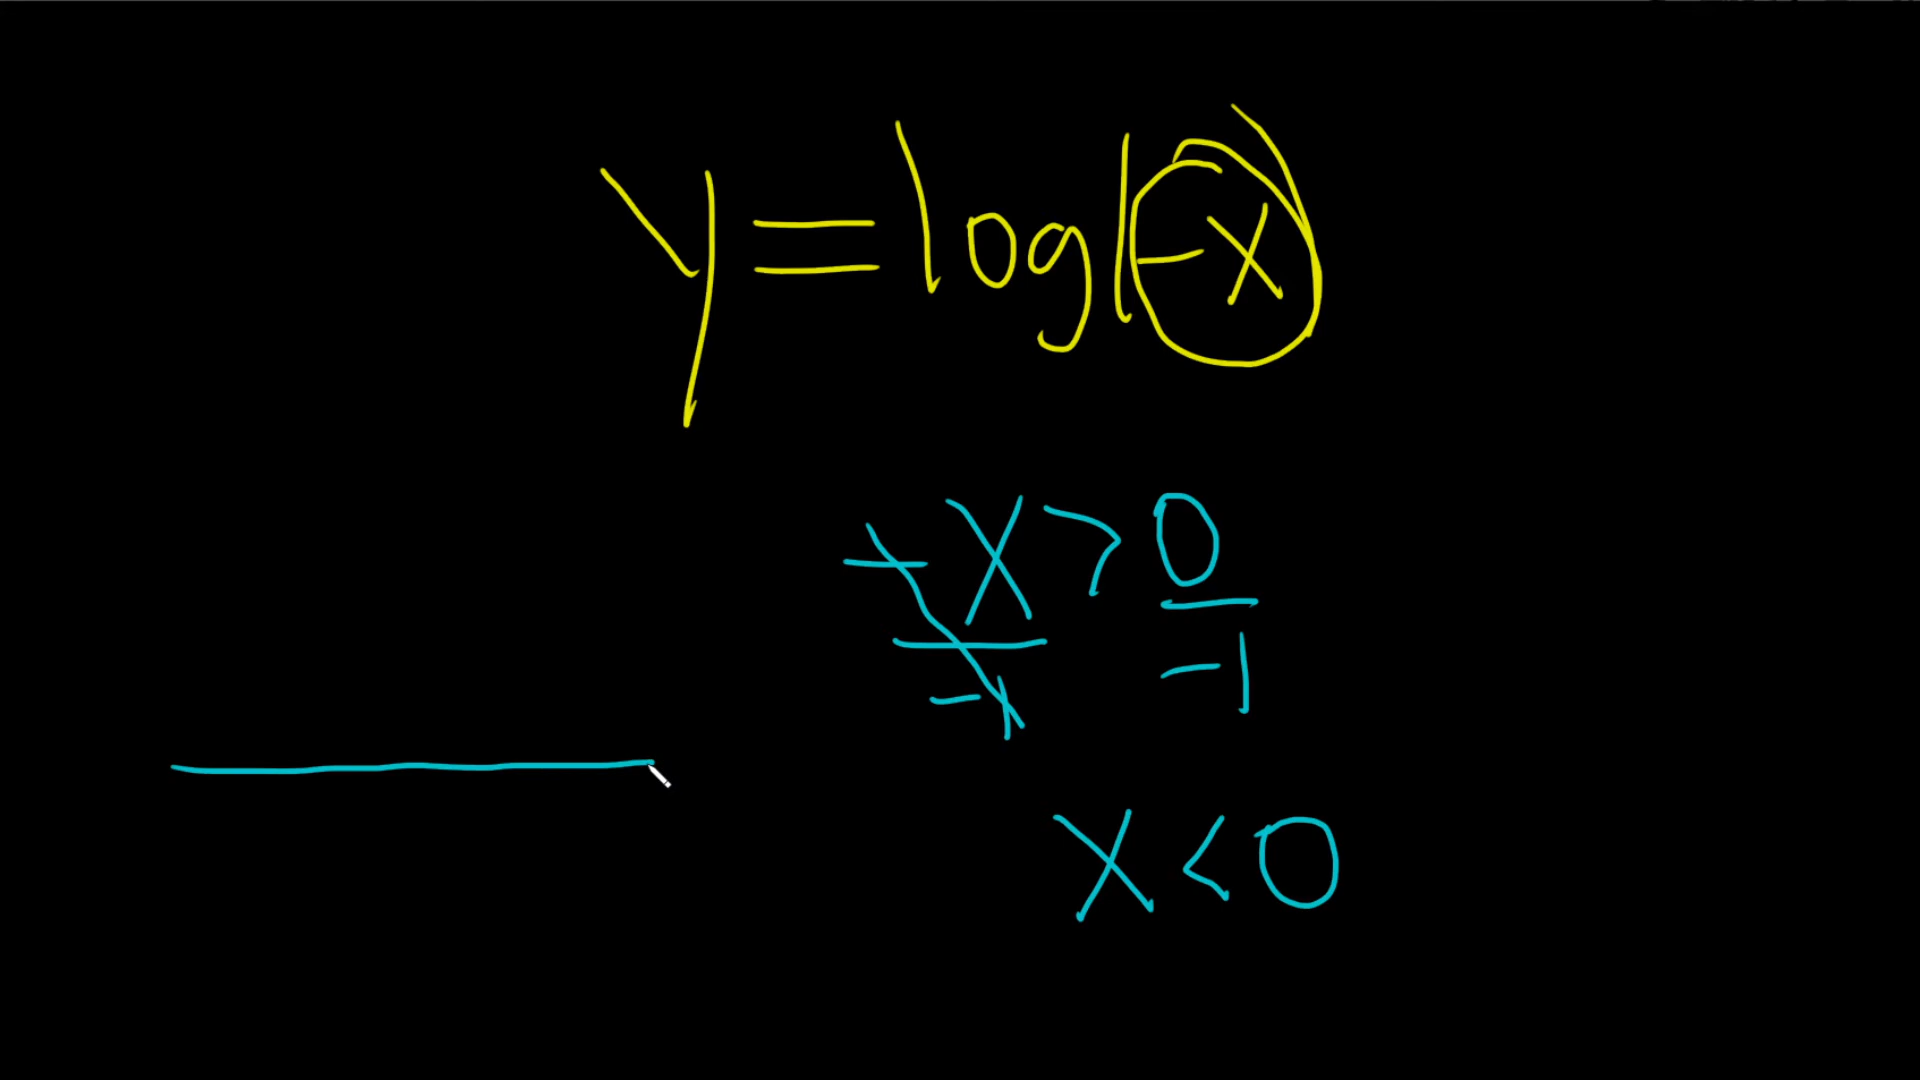 y = log(-x)
-x > 0
-1 -1
x < 0